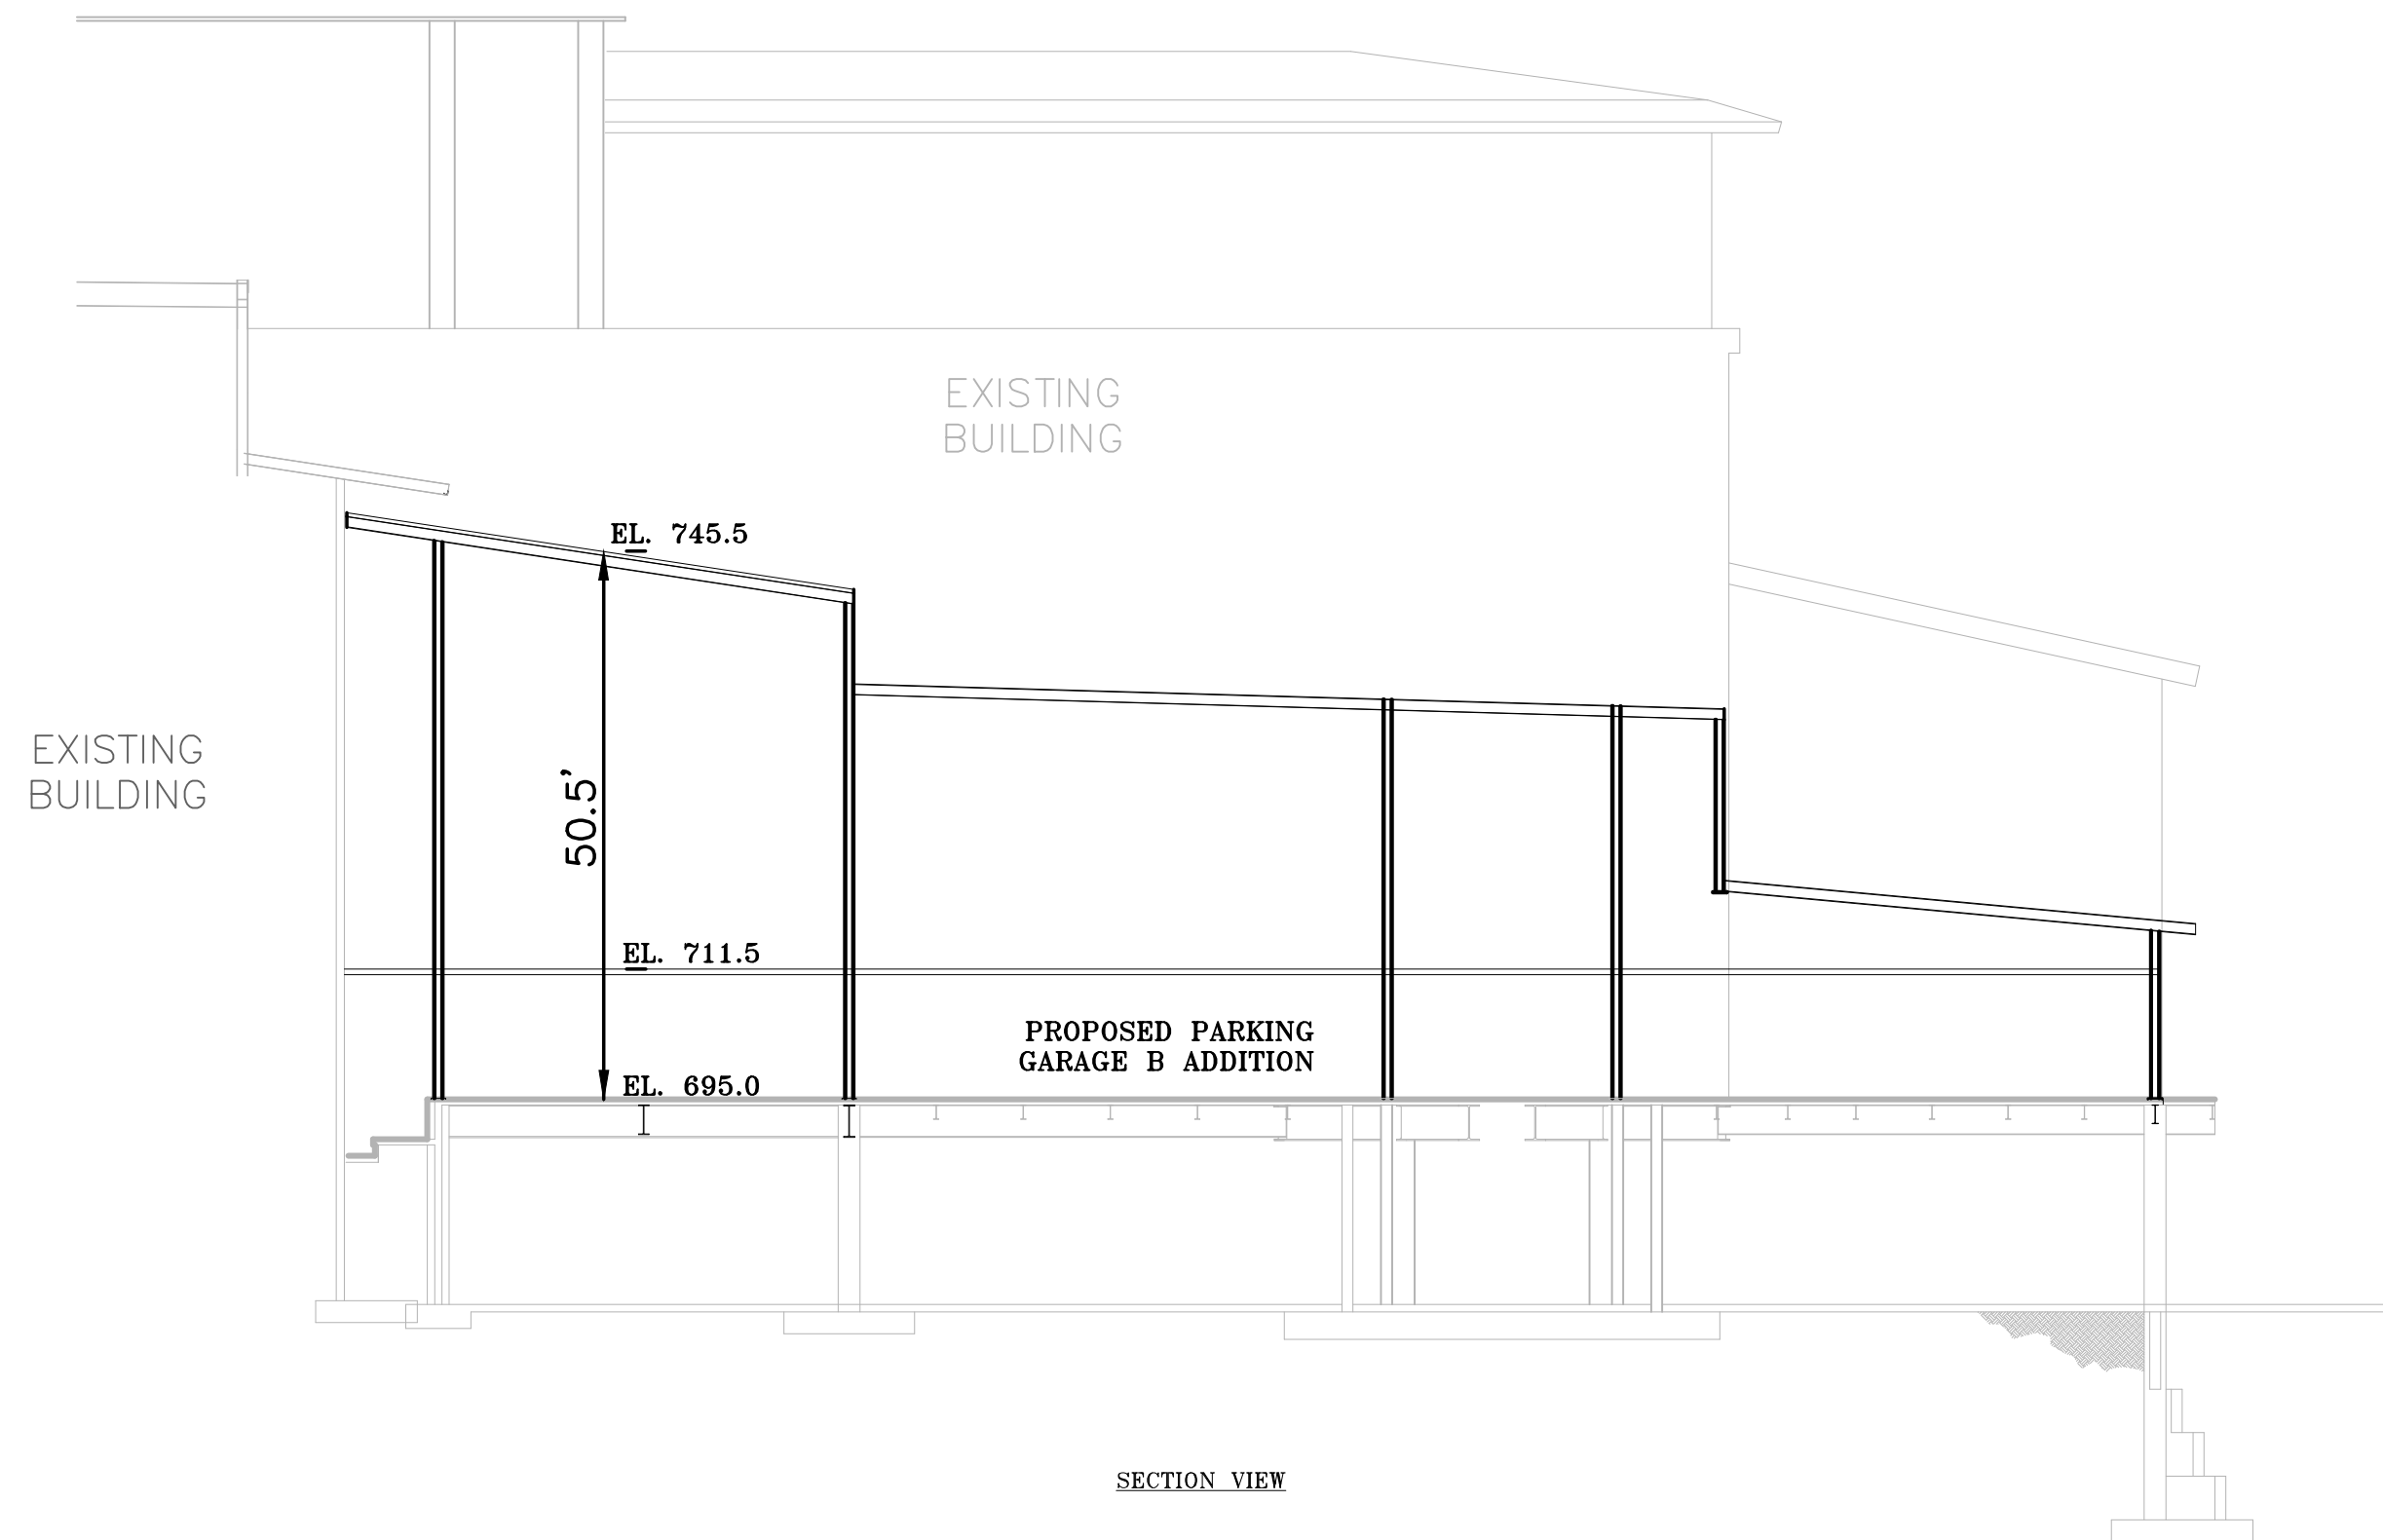 EXISTING
BUILDING
EL. 745.5
EXISTING
BUILDING
50.5'
EL. 711.5
PROPOSED PARKING
GARAGE B ADDITION
EL. 695.0
SECTION VIEW